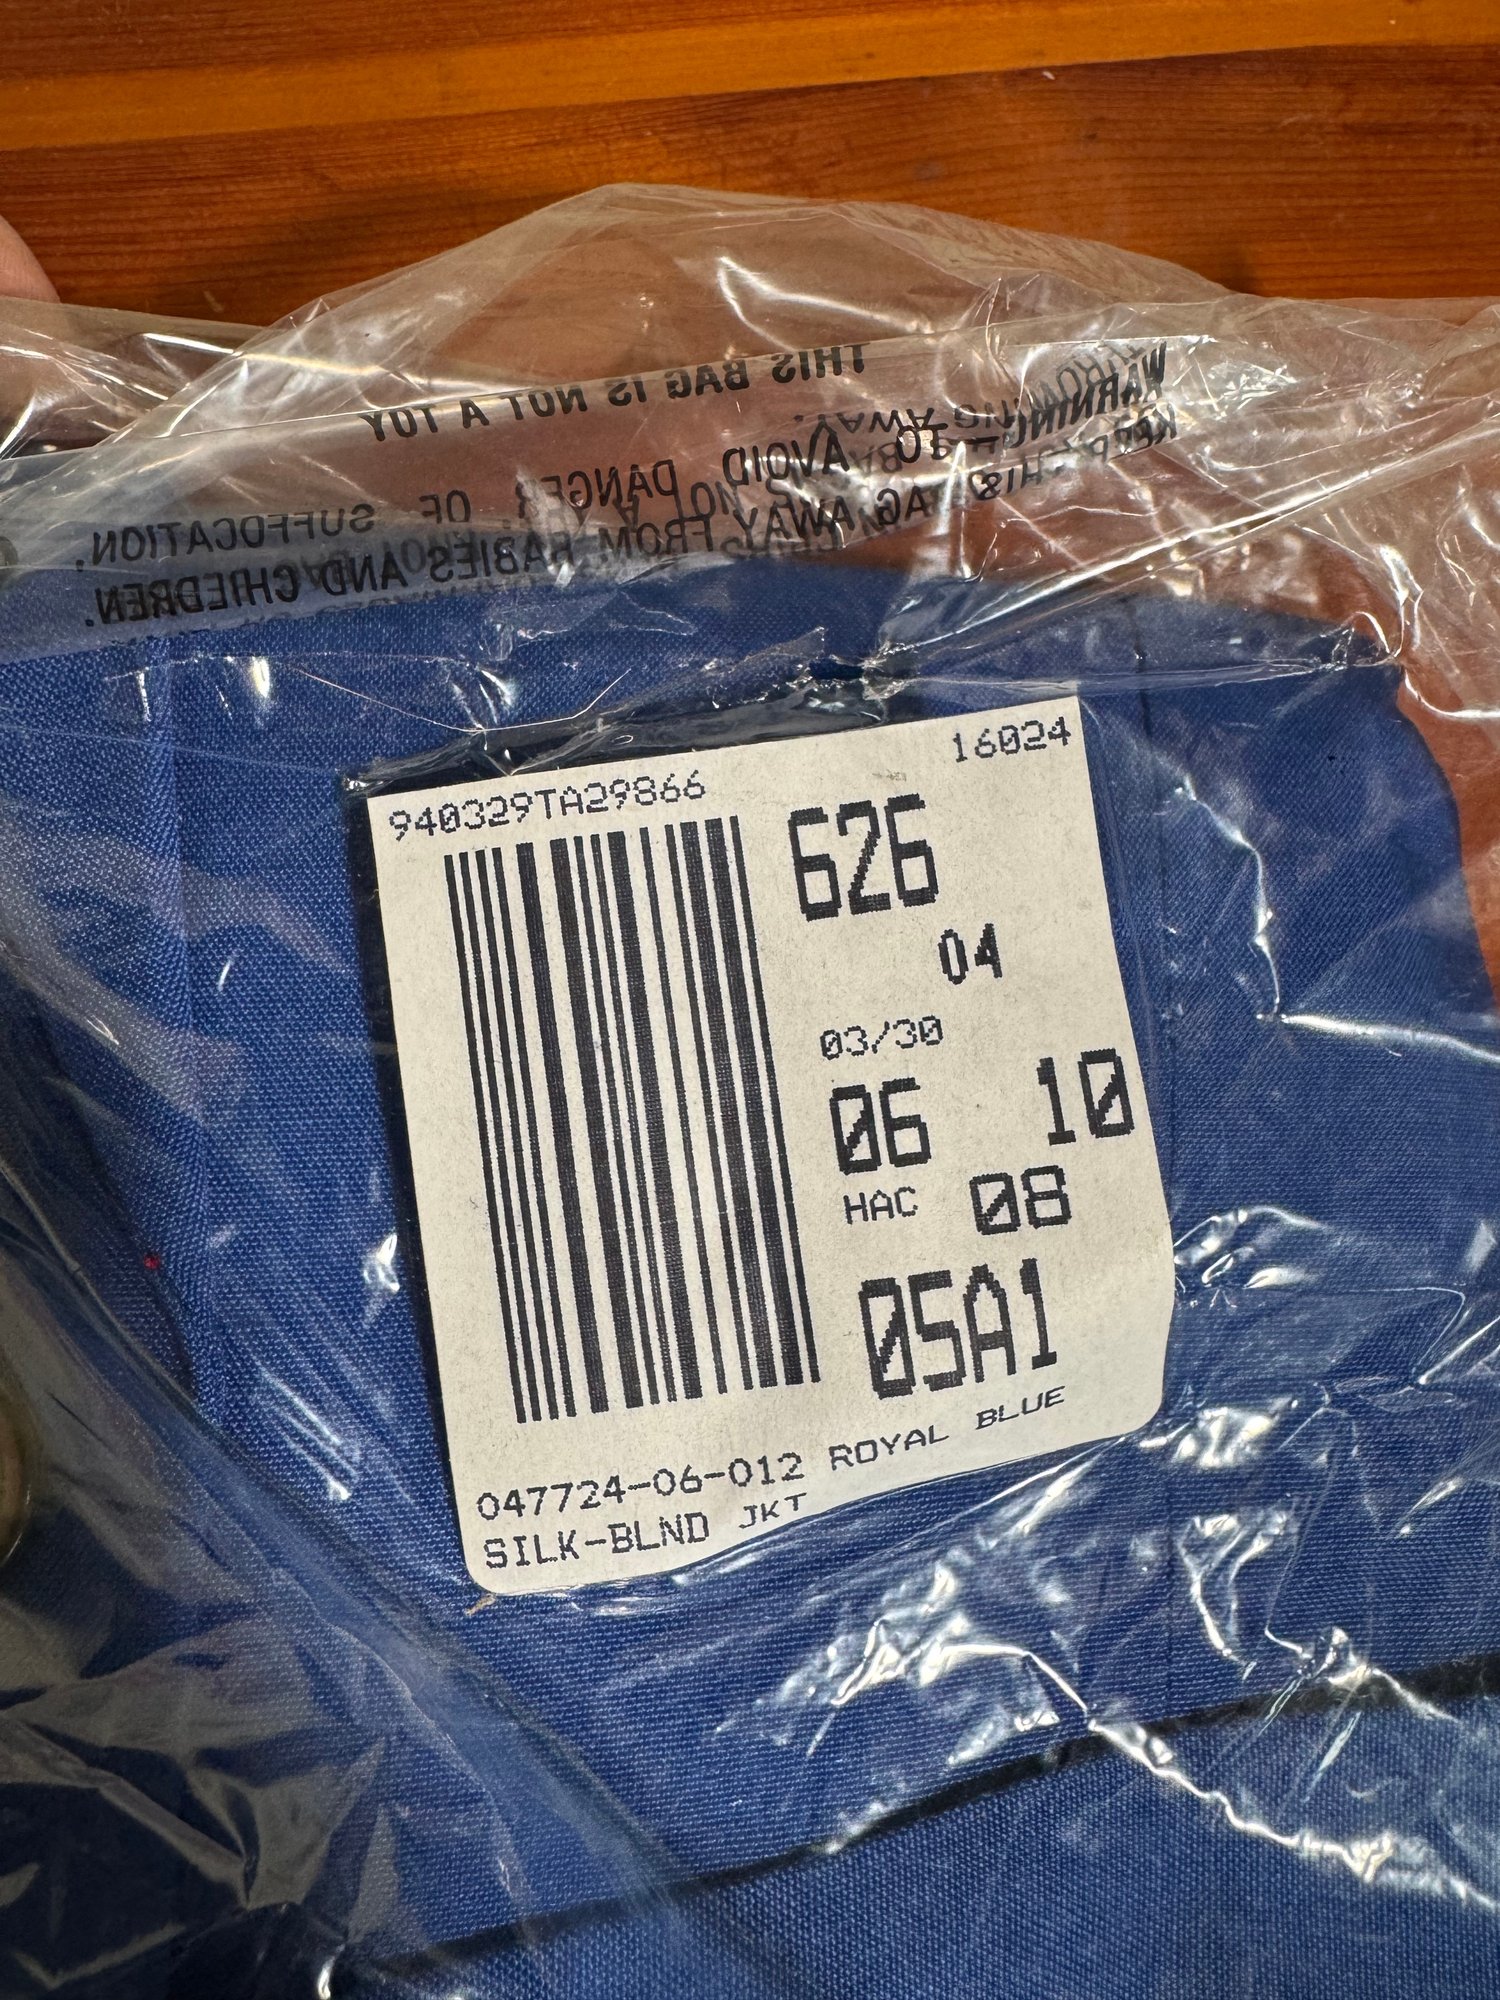 THIS BAG IS NOT A TOY
WARNING: TO AVOID DANGER OF SUFFOCATION,
KEEP THIS BAG AWAY FROM BABIES AND CHILDREN.
940329TA29866
16024
626
04
03/30
06 10
HAC 08
05A1
047724-06-012 ROYAL BLUE
SILK-BLND JKT